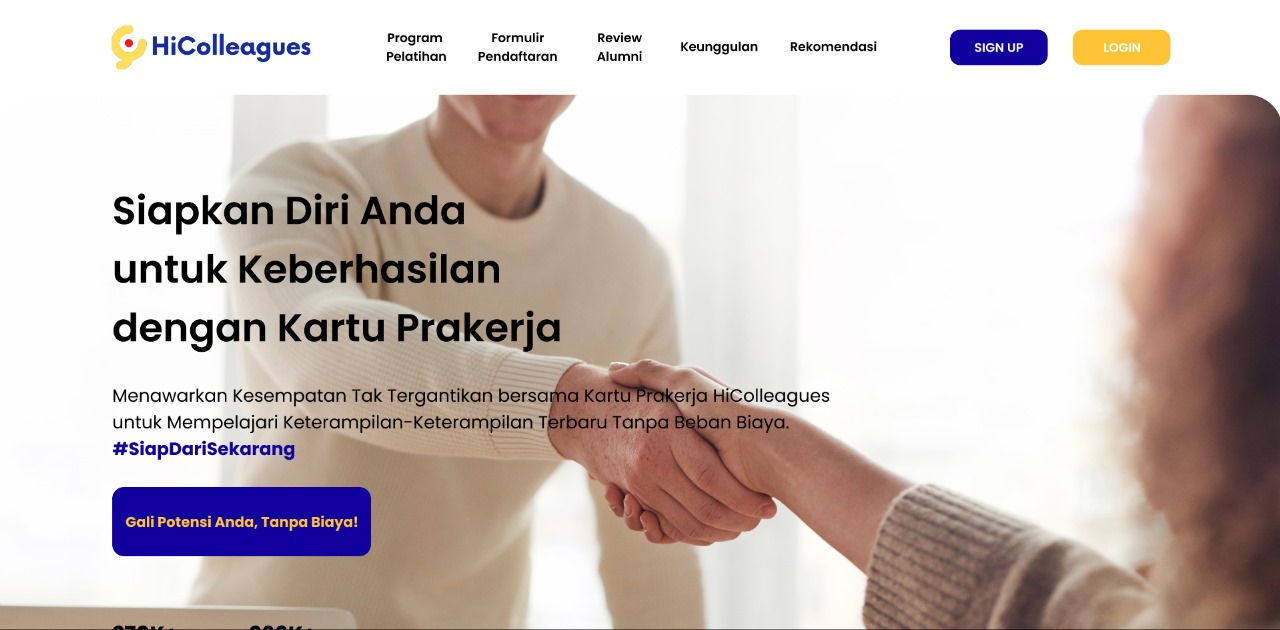 HiColleagues
Program
Pelatihan
Formulir
Pendaftaran
Review
Alumni
Keunggulan
Rekomendasi
SIGN UP
LOGIN
Siapkan Diri Anda
untuk Keberhasilan
dengan Kartu Prakerja
Menawarkan Kesempatan Tak Tergantikan bersama Kartu Prakerja HiColleagues
untuk Mempelajari Keterampilan-Keterampilan Terbaru Tanpa Beban Biaya.
#SiapDariSekarang
Gali Potensi Anda, Tanpa Biaya!